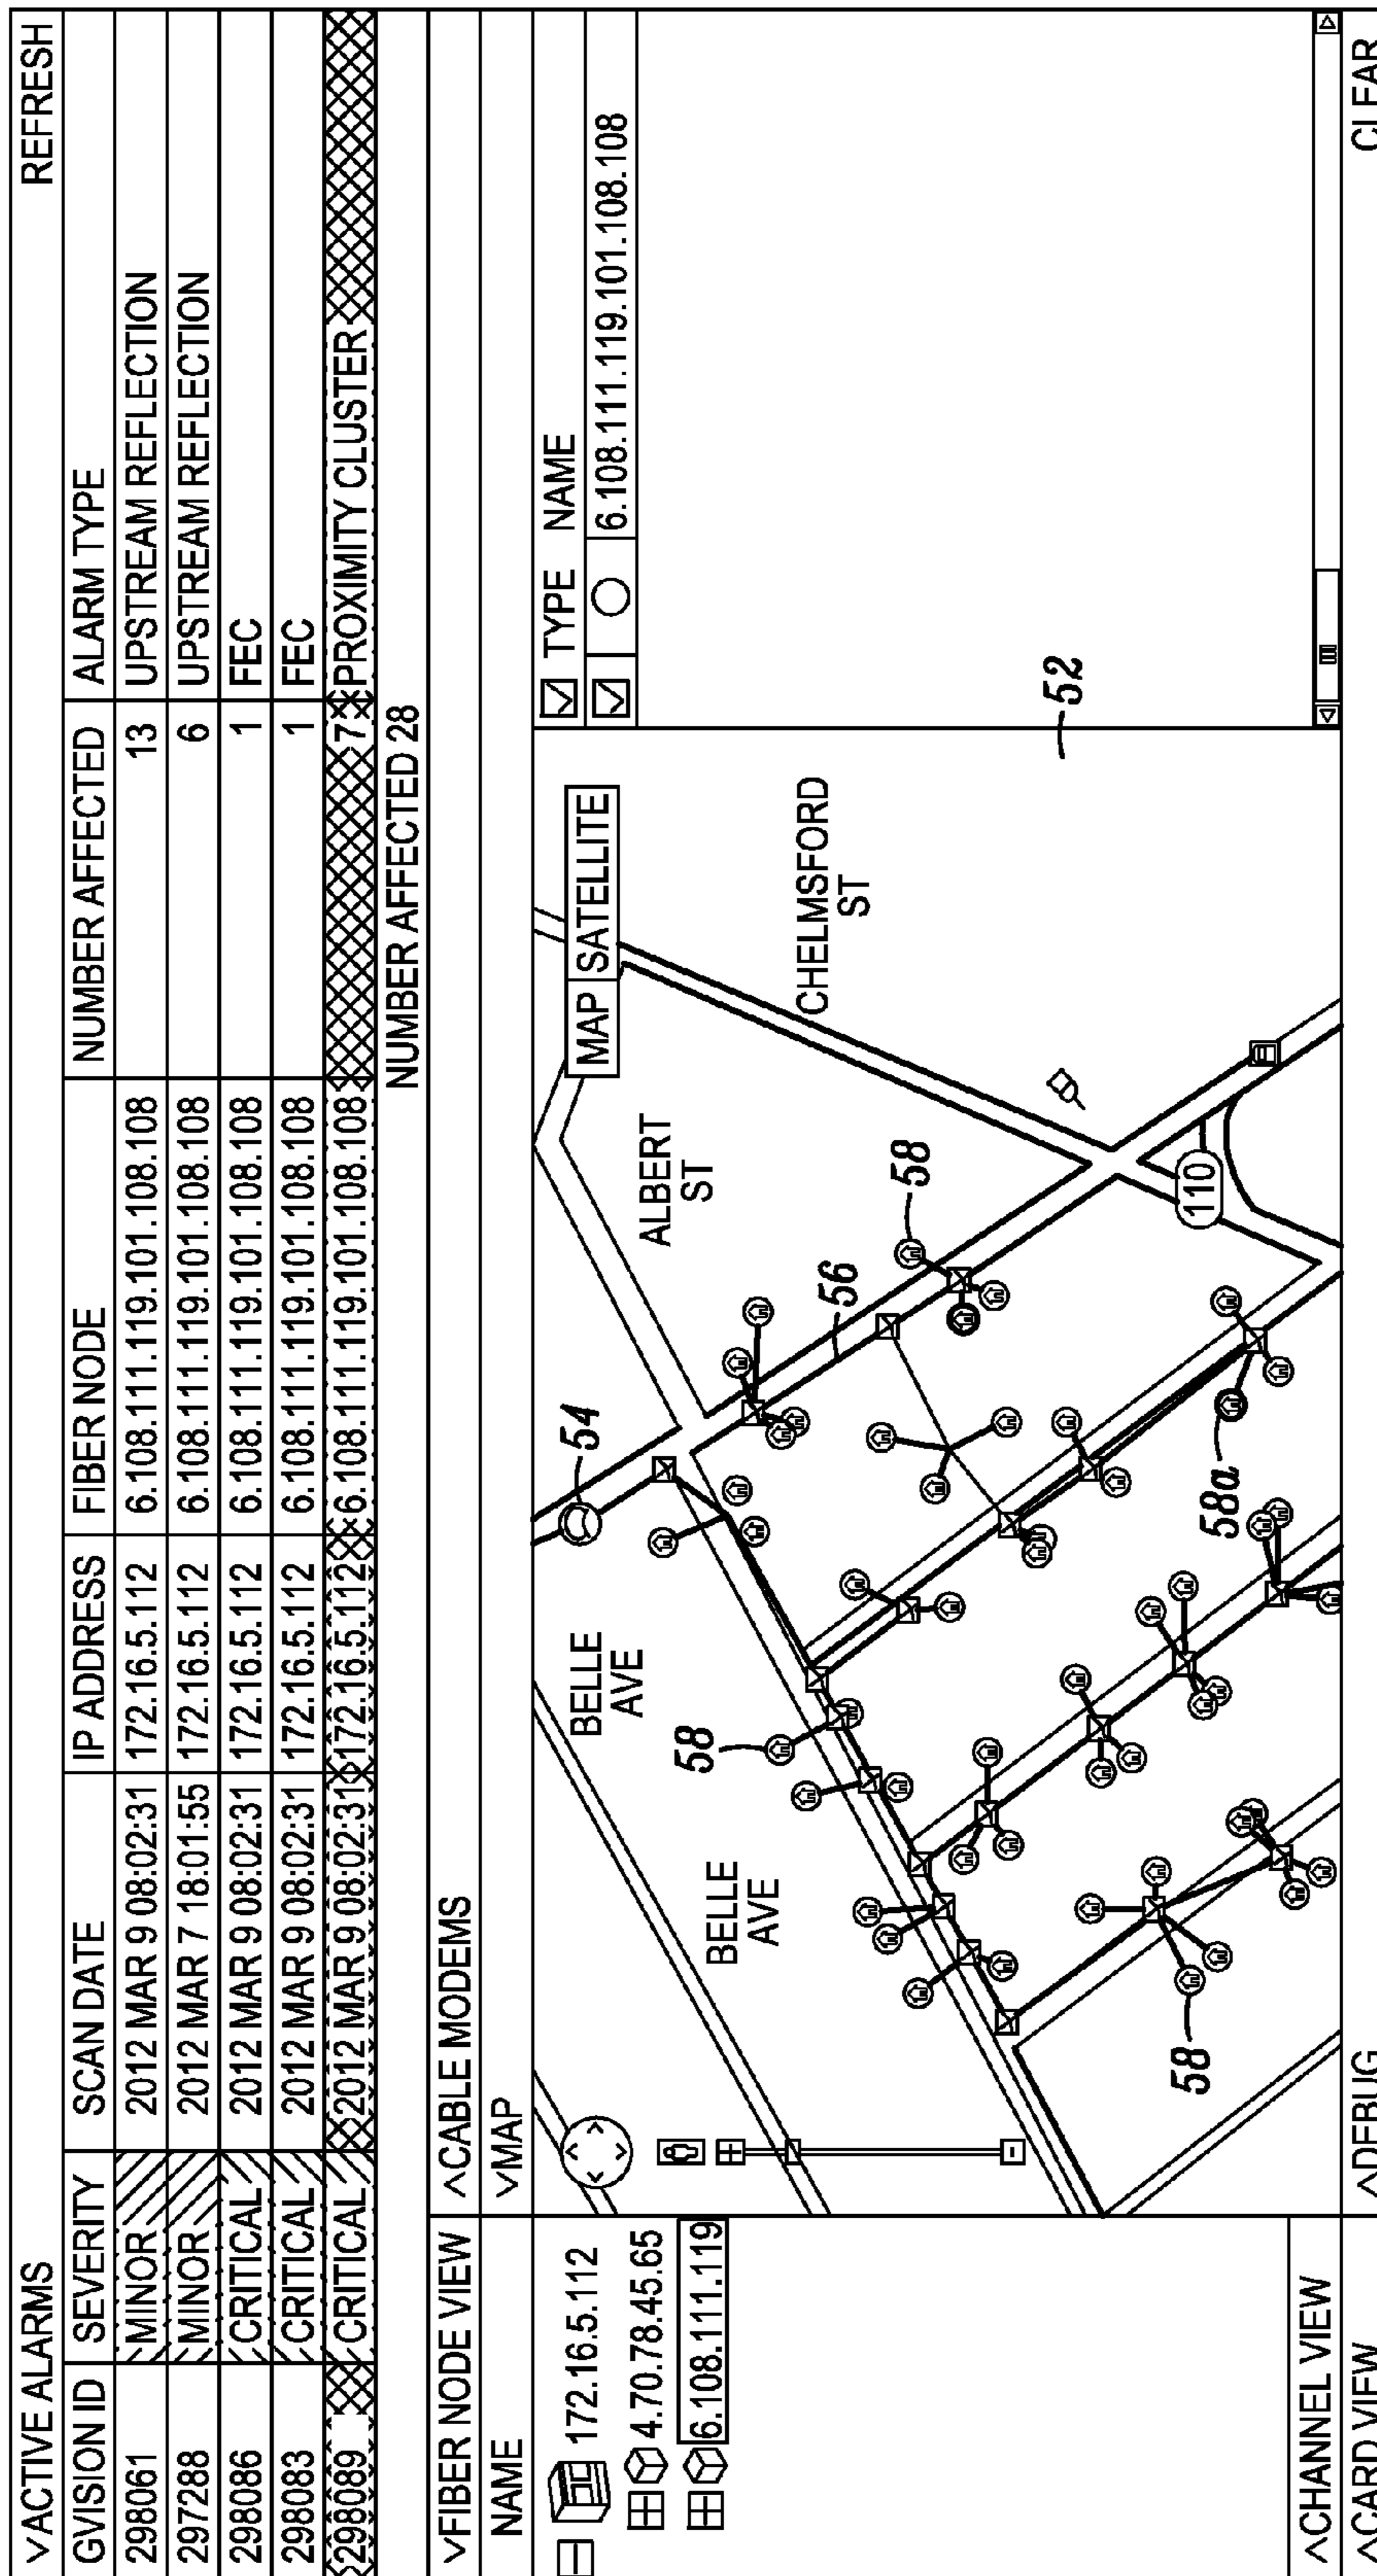 ∨ACTIVE ALARMS REFRESH
GVISION ID SEVERITY SCAN DATE IP ADDRESS FIBER NODE NUMBER AFFECTED ALARM TYPE
298061 MINOR 2012 MAR 9 08:02:31 172.16.5.112 6.108.111.119.101.108.108 13 UPSTREAM REFLECTION
297288 MINOR 2012 MAR 7 18:01:55 172.16.5.112 6.108.111.119.101.108.108 6 UPSTREAM REFLECTION
298086 CRITICAL 2012 MAR 9 08:02:31 172.16.5.112 6.108.111.119.101.108.108 1 FEC
298083 CRITICAL 2012 MAR 9 08:02:31 172.16.5.112 6.108.111.119.101.108.108 1 FEC
298089 CRITICAL 2012 MAR 9 08:02:31 172.16.5.112 6.108.111.119.101.108.108 7 PROXIMITY CLUSTER
NUMBER AFFECTED 28
∨FIBER NODE VIEW
NAME
172.16.5.112
4.70.78.45.65
6.108.111.119
^CHANNEL VIEW
^CARD VIEW
^CABLE MODEMS
∨MAP
MAP SATELLITE
BELLE
AVE
BELLE
AVE
ALBERT
ST
CHELMSFORD
ST
110
54
56
58
58
58
58a
52
TYPE NAME
6.108.111.119.101.108.108
^DEBUG CLEAR